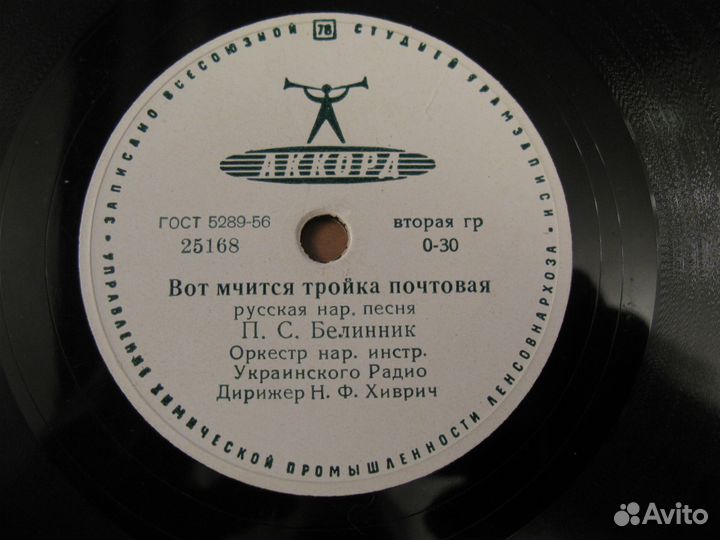 ЗАПИСАНО ВСЕСОЮЗНОЙ 78 СТУДИЕЙ ГРАМЗАПИСИ
АККОРД
ГОСТ 5289-56 вторая гр
25168 0-30
Вот мчится тройка почтовая
русская нар. песня
П. С. Белинник
Оркестр нар. инстр.
Украинского Радио
Дирижер Н. Ф. Хиврич
УПРАВЛЕНИЕ ХИМИЧЕСКОЙ ПРОМЫШЛЕННОСТИ ЛЕНСОВНАРХОЗА
Avito